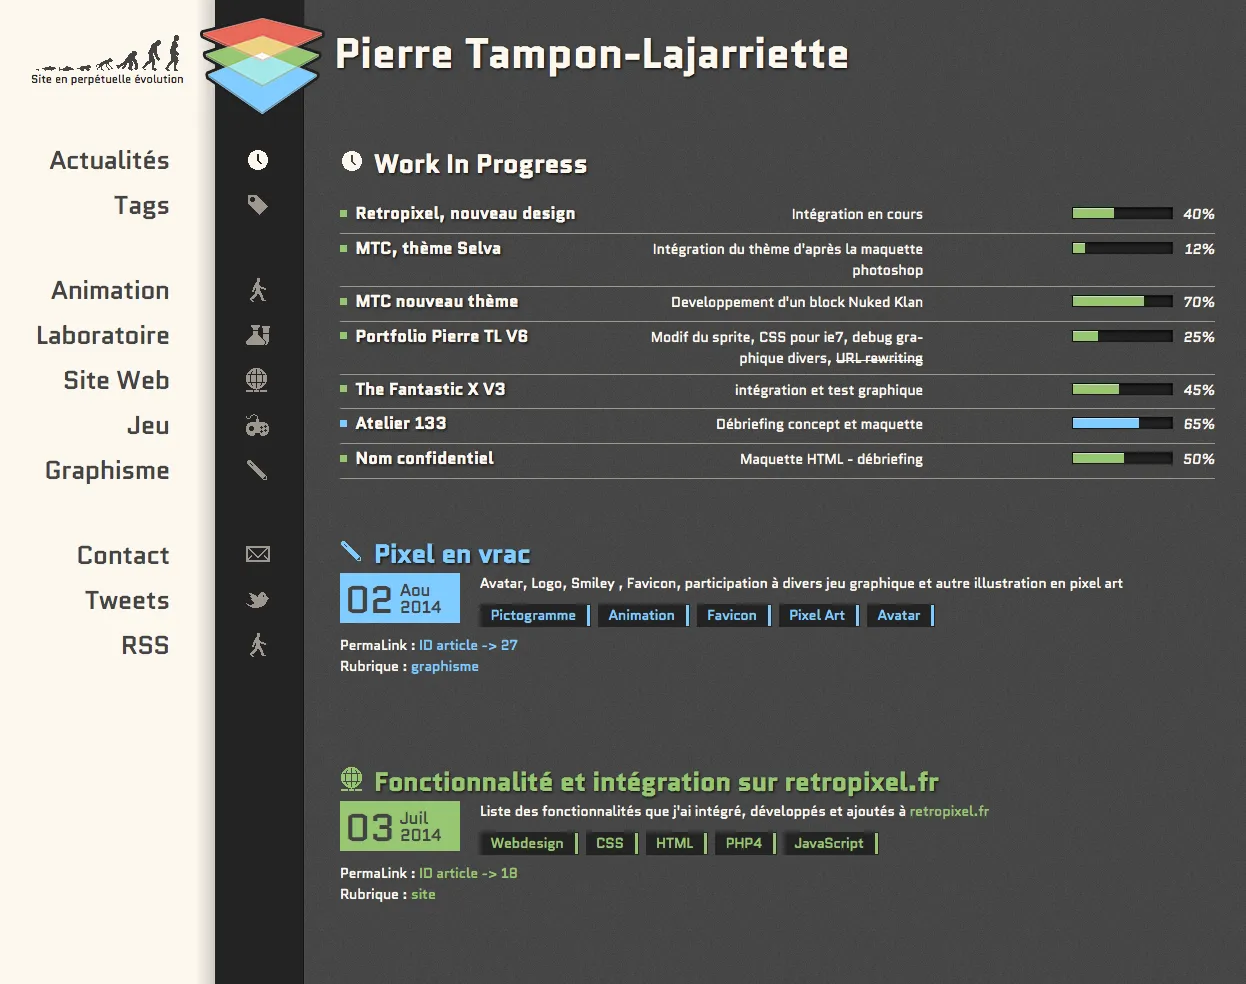 Site en perpétuelle évolution
Pierre Tampon-Lajarriette
Actualités
Tags
Animation
Laboratoire
Site Web
Jeu
Graphisme
Contact
Tweets
RSS
Work In Progress
Retropixel, nouveau design Intégration en cours 40%
MTC, thème Selva Intégration du thème d'après la maquette 12%
photoshop
MTC nouveau thème Developpement d'un block Nuked Klan 70%
Portfolio Pierre TL V6 Modif du sprite, CSS pour ie7, debug gra- 25%
phique divers, URL rewriting
The Fantastic X V3 intégration et test graphique 45%
Atelier 133 Débriefing concept et maquette 65%
Nom confidentiel Maquette HTML - débriefing 50%
Pixel en vrac
02 Aou
2014
Avatar, Logo, Smiley , Favicon, participation à divers jeu graphique et autre illustration en pixel art
Pictogramme Animation Favicon Pixel Art Avatar
PermaLink : ID article -> 27
Rubrique : graphisme
Fonctionnalité et intégration sur retropixel.fr
03 Juil
2014
Liste des fonctionnalités que j'ai intégré, développés et ajoutés à retropixel.fr
Webdesign CSS HTML PHP4 JavaScript
PermaLink : ID article -> 18
Rubrique : site